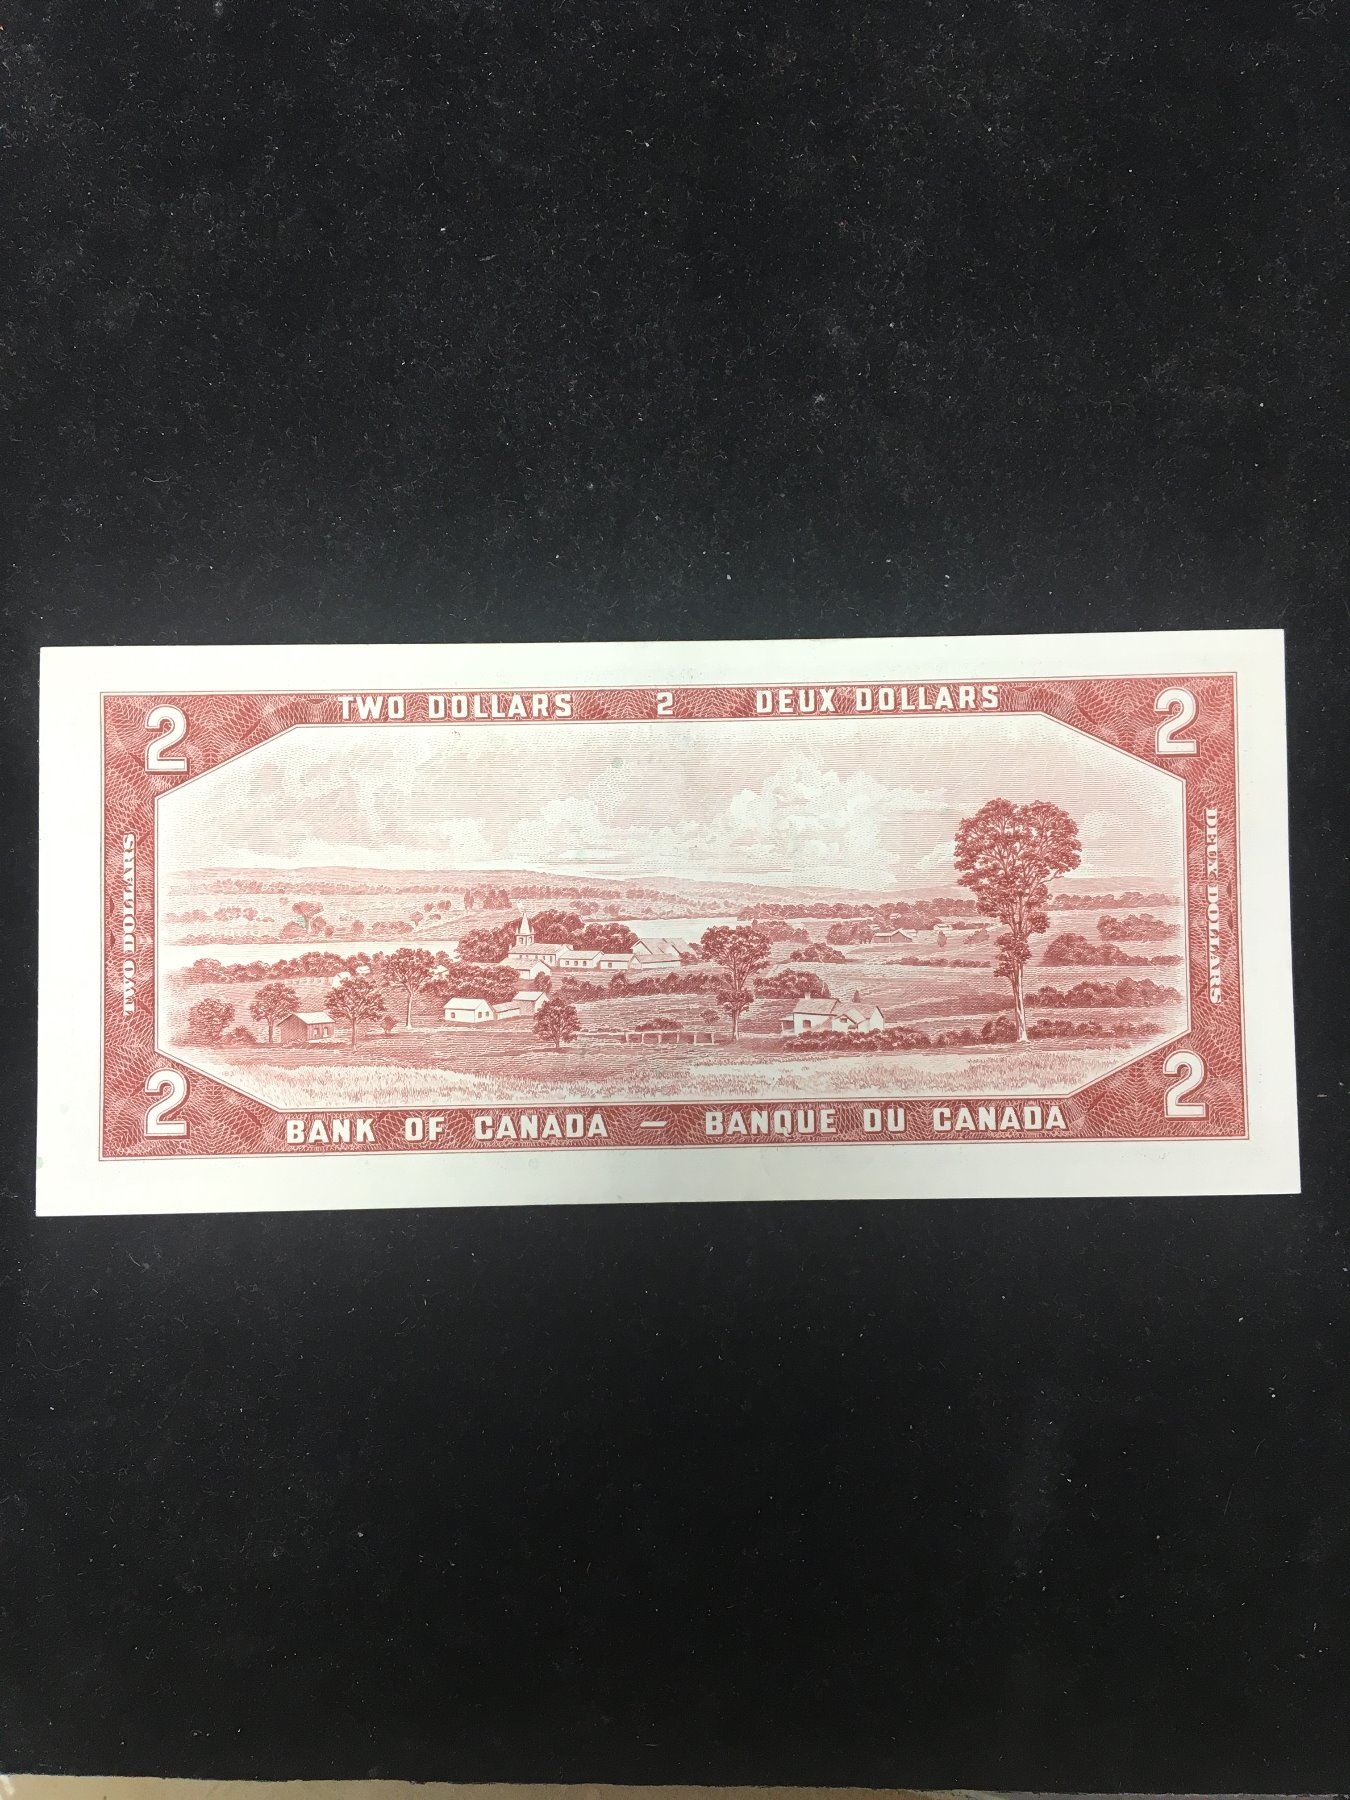 TWO DOLLARS 2 DEUX DOLLARS
2 2
TWO DOLLARS
DEUX DOLLARS
2 2
BANK OF CANADA — BANQUE DU CANADA